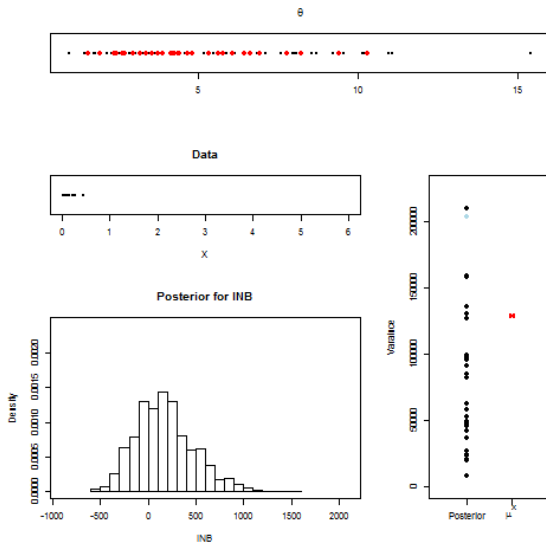 θ
5 10 15
Data
0 1 2 3 4 5 6
X
Posterior for INB
Density
0.0000 0.0005 0.0010 0.0015 0.0020
-1000 -500 0 500 1000 1500 2000
INB
Variance
0 50000 100000 150000 200000
Posterior μX